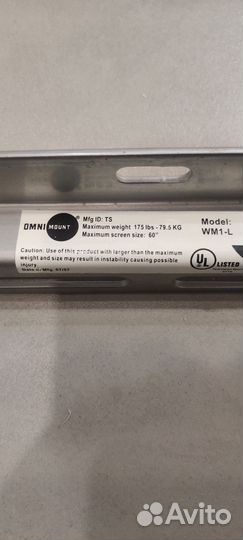 OMNI MOUNT
Mfg ID: TS
Maximum weight 175 lbs - 79.5 KG
Maximum screen size: 60"
Model:
WM1-L
Caution: Use of this product with larger than the maximum
weight and size may result in instability causing possible
injury.
UL LISTED
Avito